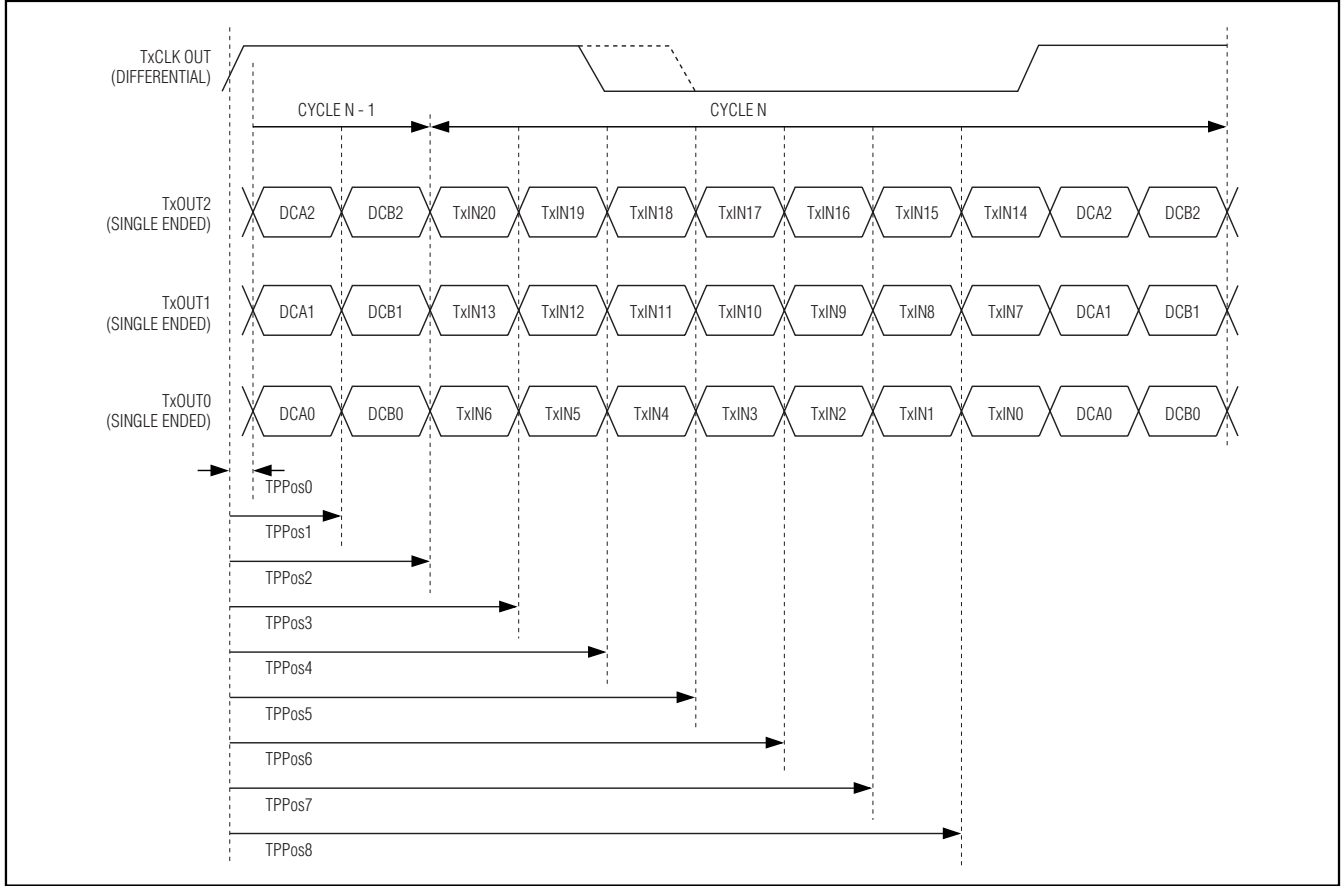 TxCLK OUT
(DIFFERENTIAL)
CYCLE N - 1
CYCLE N
TxOUT2
(SINGLE ENDED)
DCA2
DCB2
TxIN20
TxIN19
TxIN18
TxIN17
TxIN16
TxIN15
TxIN14
DCA2
DCB2
TxOUT1
(SINGLE ENDED)
DCA1
DCB1
TxIN13
TxIN12
TxIN11
TxIN10
TxIN9
TxIN8
TxIN7
DCA1
DCB1
TxOUT0
(SINGLE ENDED)
DCA0
DCB0
TxIN6
TxIN5
TxIN4
TxIN3
TxIN2
TxIN1
TxIN0
DCA0
DCB0
TPPos0
TPPos1
TPPos2
TPPos3
TPPos4
TPPos5
TPPos6
TPPos7
TPPos8